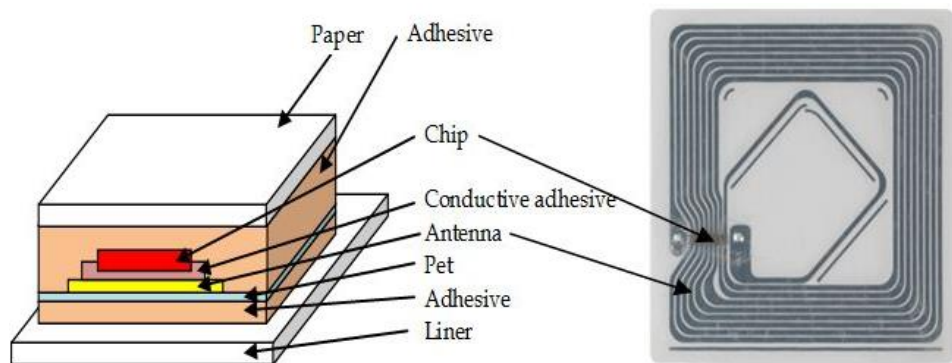 Paper
Adhesive
Chip
Conductive adhesive
Antenna
Pet
Adhesive
Liner